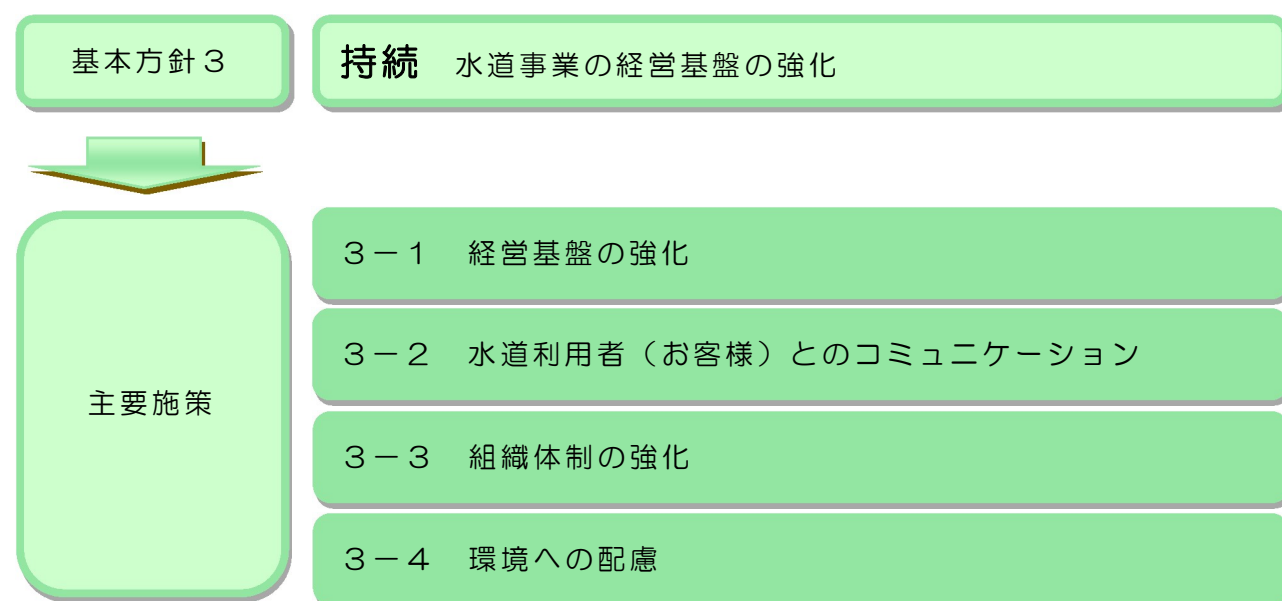 基本方針３
持続　水道事業の経営基盤の強化
主要施策
３－１　経営基盤の強化
３－２　水道利用者（お客様）とのコミュニケーション
３－３　組織体制の強化
３－４　環境への配慮